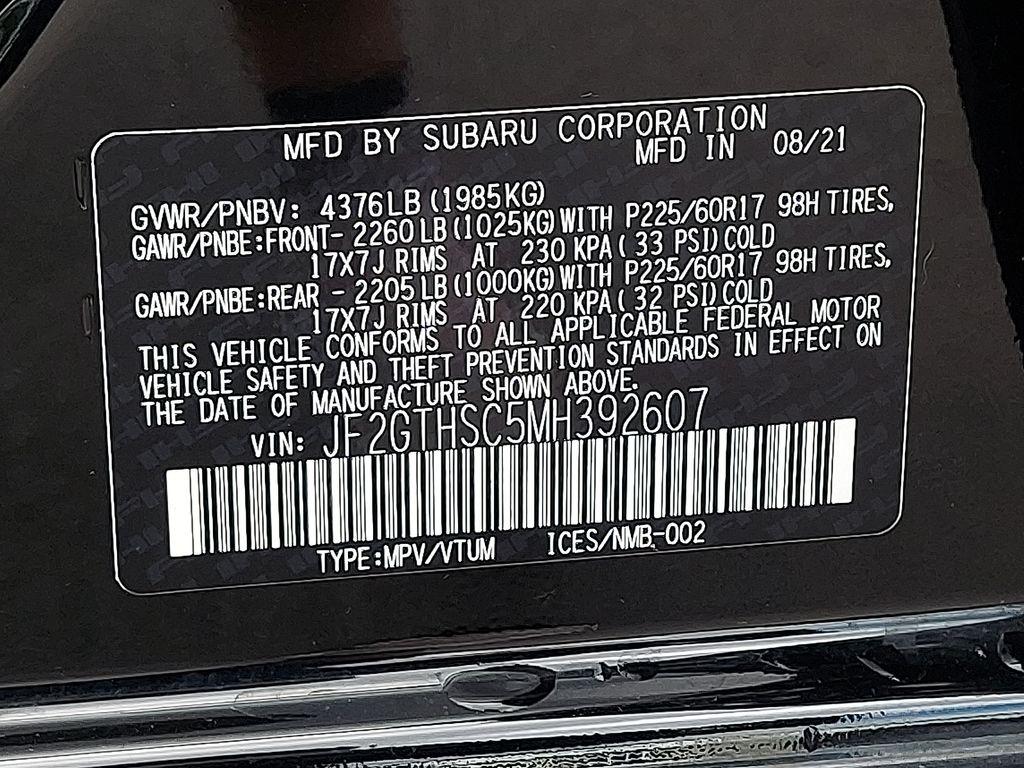 MFD BY SUBARU CORPORATION
MFD IN 08/21
GVWR/PNBV: 4376LB(1985KG)
GAWR/PNBE:FRONT- 2260LB(1025KG)WITH P225/60R17 98H TIRES,
17X7J RIMS AT 230 KPA( 33 PSI)COLD
GAWR/PNBE:REAR - 2205LB(1000KG)WITH P225/60R17 98H TIRES,
17X7J RIMS AT 220 KPA( 32 PSI)COLD
THIS VEHICLE CONFORMS TO ALL APPLICABLE FEDERAL MOTOR
VEHICLE SAFETY AND THEFT PREVENTION STANDARDS IN EFFECT ON
THE DATE OF MANUFACTURE SHOWN ABOVE.
VIN: JF2GTHSC5MH392607
TYPE:MPV/VTUM ICES/NMB-002